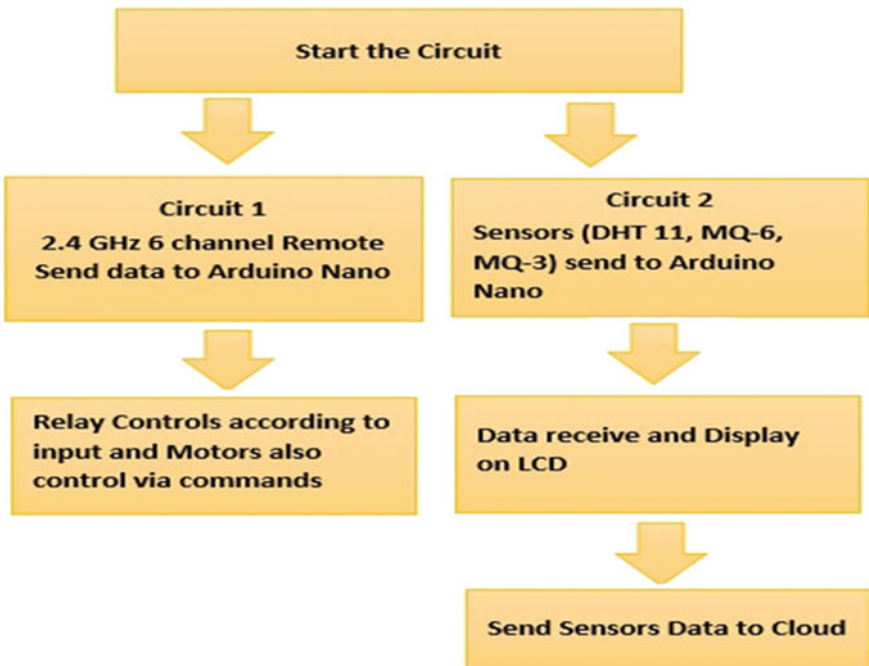 Start the Circuit
Circuit 1
2.4 GHz 6 channel Remote
Send data to Arduino Nano
Circuit 2
Sensors (DHT 11, MQ-6,
MQ-3) send to Arduino
Nano
Relay Controls according to
input and Motors also
control via commands
Data receive and Display
on LCD
Send Sensors Data to Cloud